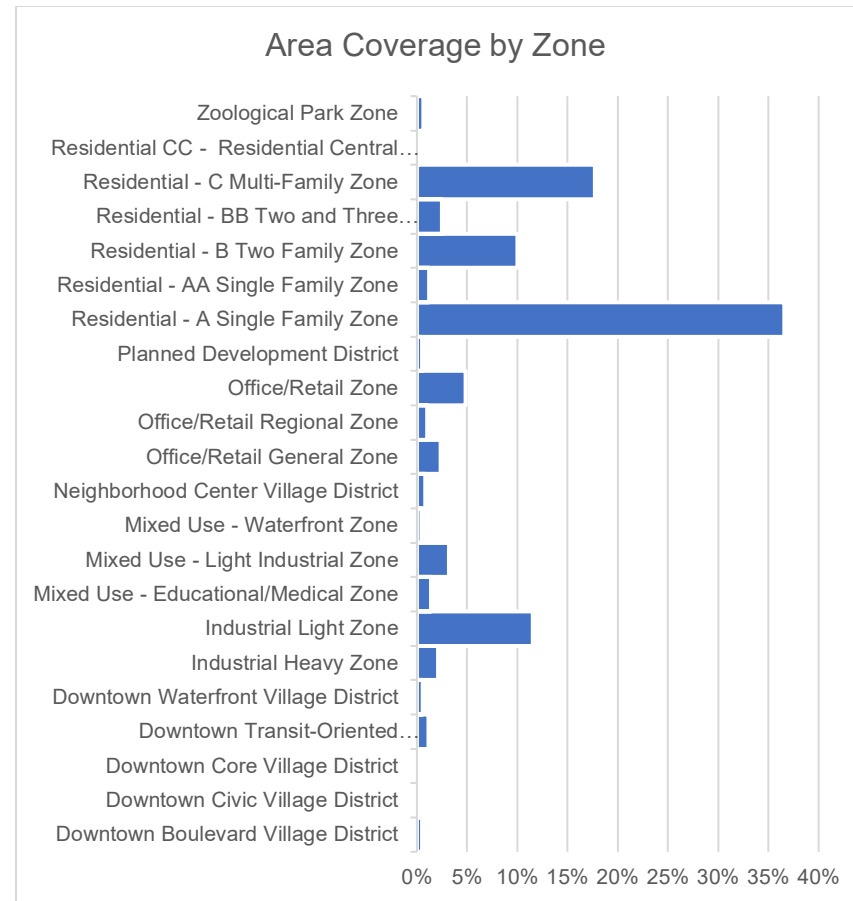 Area Coverage by Zone
Zoological Park Zone
Residential CC -  Residential Central…
Residential - C Multi-Family Zone
Residential - BB Two and Three…
Residential - B Two Family Zone
Residential - AA Single Family Zone
Residential - A Single Family Zone
Planned Development District
Office/Retail Zone
Office/Retail Regional Zone
Office/Retail General Zone
Neighborhood Center Village District
Mixed Use - Waterfront Zone
Mixed Use - Light Industrial Zone
Mixed Use - Educational/Medical Zone
Industrial Light Zone
Industrial Heavy Zone
Downtown Waterfront Village District
Downtown Transit-Oriented…
Downtown Core Village District
Downtown Civic Village District
Downtown Boulevard Village District
0% 5% 10% 15% 20% 25% 30% 35% 40%